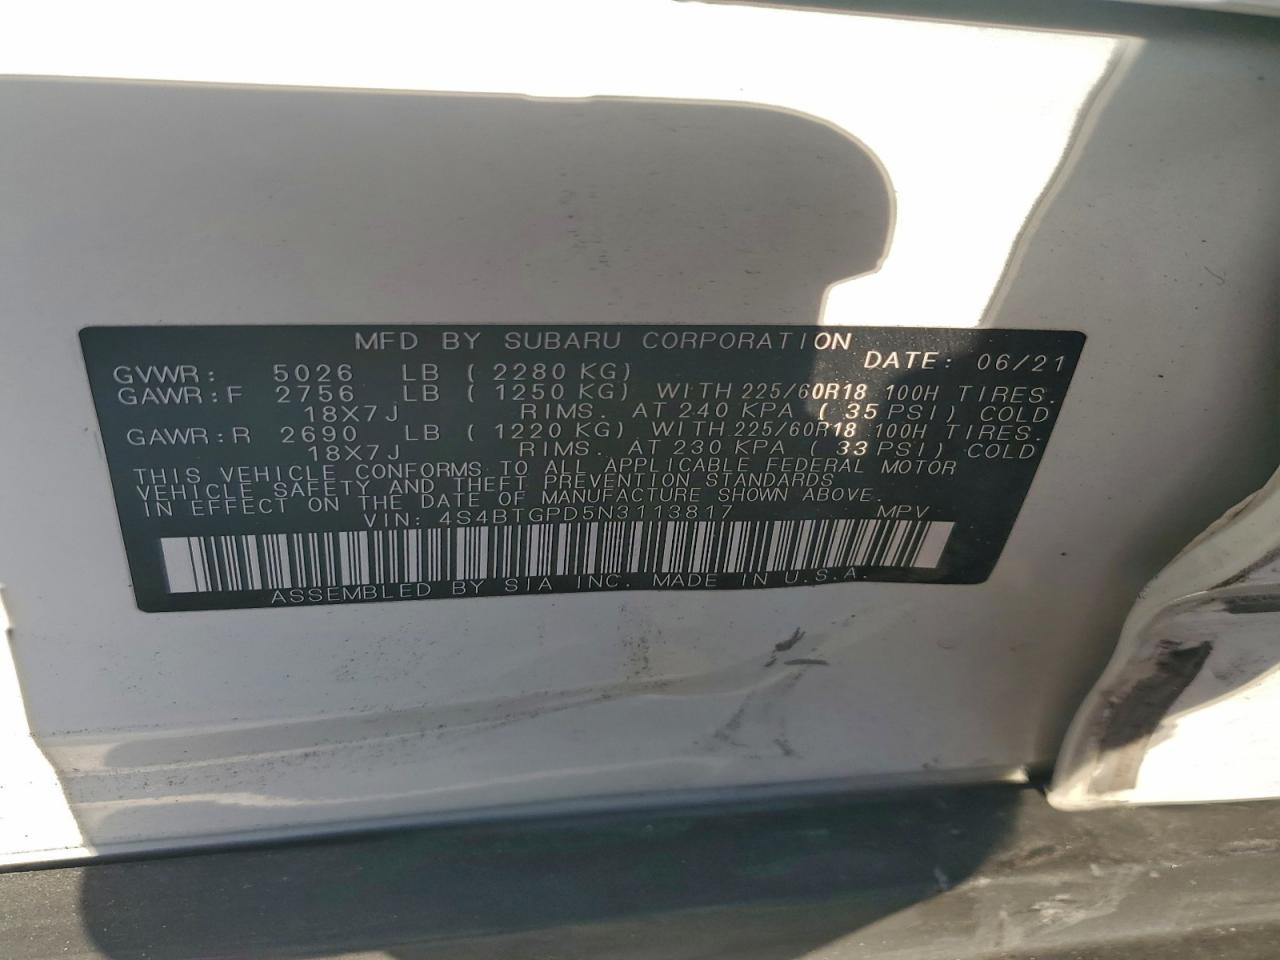 MFD BY SUBARU CORPORATION
DATE: 06/21
GVWR: 5026 LB ( 2280 KG)
GAWR:F 2756 LB ( 1250 KG) WITH 225/60R18 100H TIRES.
18X7J RIMS. AT 240 KPA ( 35 PSI) COLD
GAWR:R 2690 LB ( 1220 KG) WITH 225/60R18 100H TIRES.
18X7J RIMS. AT 230 KPA ( 33 PSI) COLD
THIS VEHICLE CONFORMS TO ALL APPLICABLE FEDERAL MOTOR
VEHICLE SAFETY AND THEFT PREVENTION STANDARDS
IN EFFECT ON THE DATE OF MANUFACTURE SHOWN ABOVE.
VIN: 4S4BTGPD5N3113817 MPV
ASSEMBLED BY SIA INC. MADE IN U.S.A.